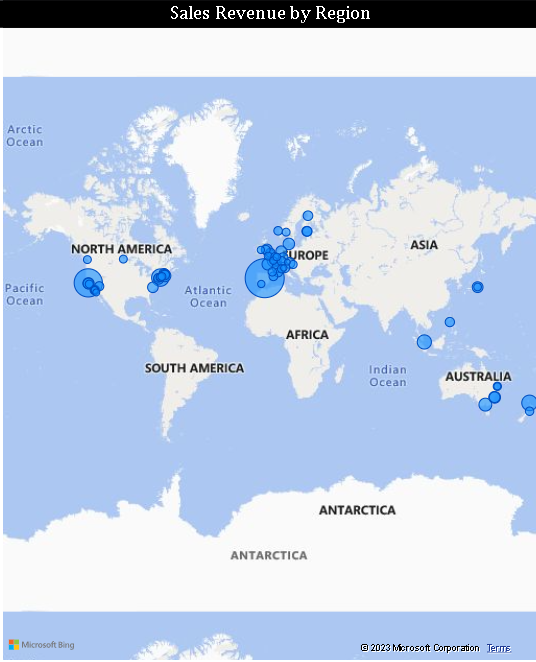 Sales Revenue by Region
Arctic
Ocean
NORTH AMERICA
EUROPE
ASIA
Pacific
Ocean
Atlantic
Ocean
AFRICA
SOUTH AMERICA
Indian
Ocean
AUSTRALIA
ANTARCTICA
ANTARCTICA
Microsoft Bing
© 2023 Microsoft Corporation Terms